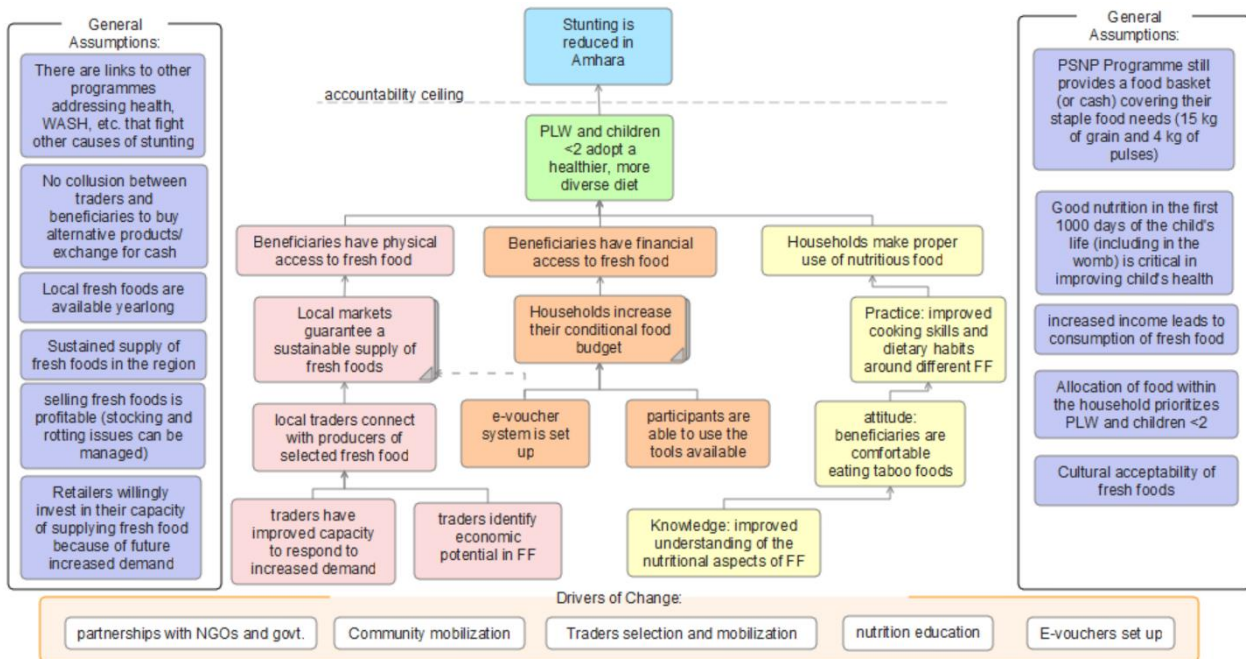 General
Assumptions:
There are links to other
programmes
addressing health,
WASH, etc. that fight
other causes of stunting
No collusion between
traders and
beneficiaries to buy
alternative products/
exchange for cash
Local fresh foods are
available yearlong
Sustained supply of
fresh foods in the region
selling fresh foods is
profitable (stocking and
rotting issues can be
managed)
Retailers willingly
invest in their capacity
of supplying fresh food
because of future
increased demand
Stunting is
reduced in
Amhara
accountability ceiling
PLW and children
<2 adopt a
healthier, more
diverse diet
Beneficiaries have physical
access to fresh food
Beneficiaries have financial
access to fresh food
Households make proper
use of nutritious food
Local markets
guarantee a
sustainable supply of
fresh foods
Households increase
their conditional food
budget
Practice: improved
cooking skills and
dietary habits
around different FF
local traders connect
with producers of
selected fresh food
e-voucher
system is set
up
participants are
able to use the
tools available
attitude:
beneficiaries are
comfortable
eating taboo foods
traders have
improved capacity
to respond to
increased demand
traders identify
economic
potential in FF
Knowledge: improved
understanding of the
nutritional aspects of FF
General
Assumptions:
PSNP Programme still
provides a food basket
(or cash) covering their
staple food needs (15
kg of grain and 4 kg of
pulses)
Good nutrition in the first
1000 days of the child's
life (including in the
womb) is critical in
improving child's health
increased income leads to
consumption of fresh food
Allocation of food within
the household prioritizes
PLW and children <2
Cultural acceptability of
fresh foods
Drivers of Change:
partnerships with NGOs and govt.
Community mobilization
Traders selection and mobilization
nutrition education
E-vouchers set up